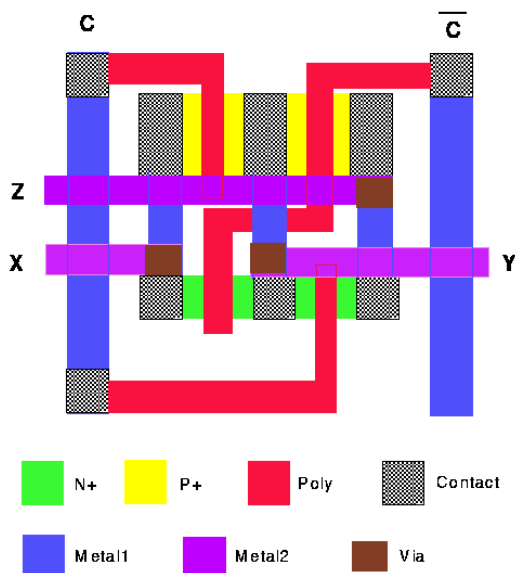 C
C̅
Z
X
Y
N+
P+
Poly
Contact
Metal1
Metal2
Via